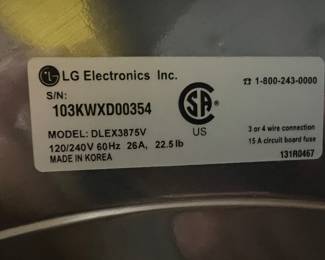 LG Electronics Inc.
☎ 1-800-243-0000
S/N:
103KWXD00354
SA
US
MODEL: DLEX3875V
3 or 4 wire connection
120/240V 60Hz 26A, 22.5 lb
15 A circuit board fuse
MADE IN KOREA
131R0467